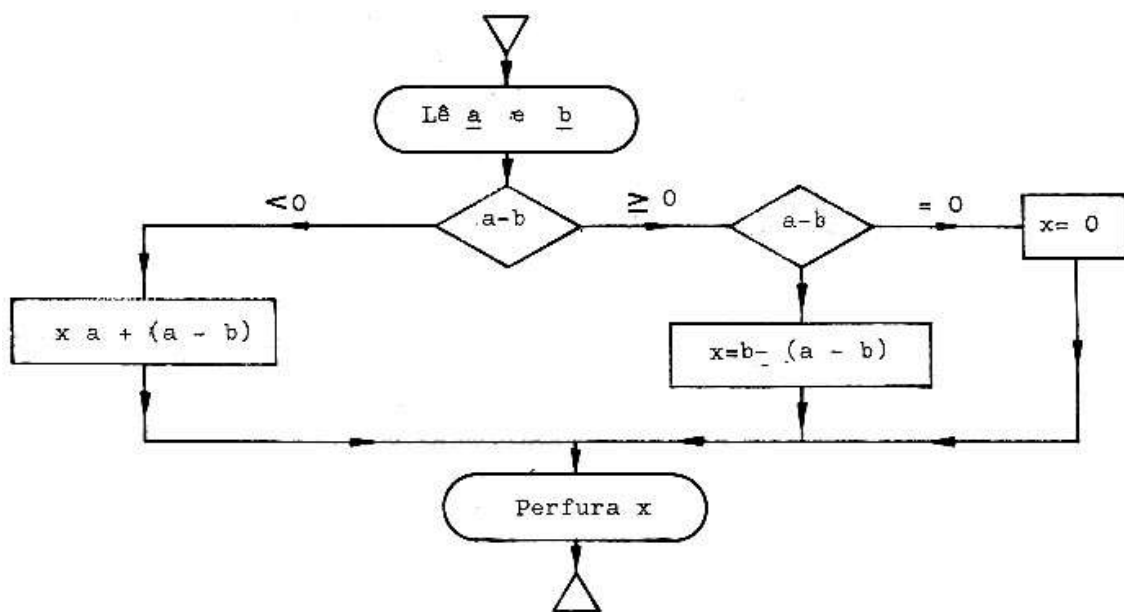 Lê a e b
a-b
< 0
≥ 0
a-b
= 0
x= 0
x a + (a - b)
x=b- (a - b)
Perfura x